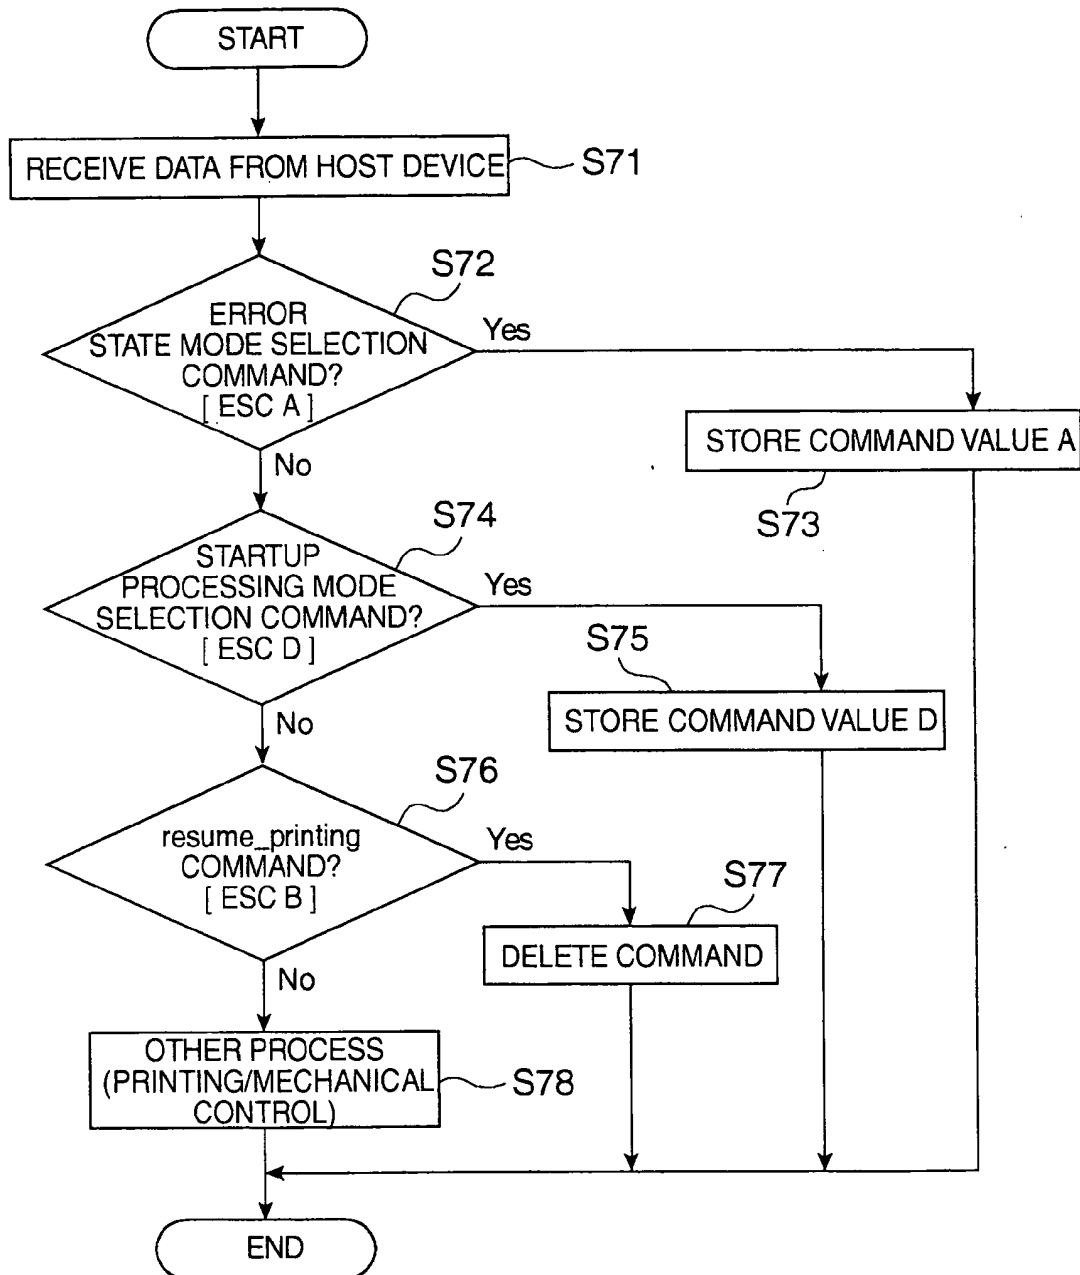 START
RECEIVE DATA FROM HOST DEVICE
S71
S72
ERROR
STATE MODE SELECTION
COMMAND?
[ ESC A ]
Yes
No
STORE COMMAND VALUE A
S73
S74
STARTUP
PROCESSING MODE
SELECTION COMMAND?
[ ESC D ]
Yes
No
S75
STORE COMMAND VALUE D
S76
resume_printing
COMMAND?
[ ESC B ]
Yes
No
S77
DELETE COMMAND
OTHER PROCESS
(PRINTING/MECHANICAL
CONTROL)
S78
END